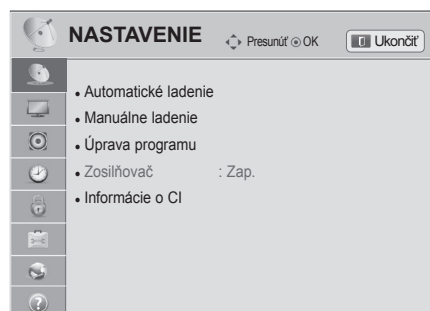 NASTAVENIE Presunúť OK Ukončiť
• Automatické ladenie
• Manuálne ladenie
• Úprava programu
• Zosilňovač : Zap.
• Informácie o CI